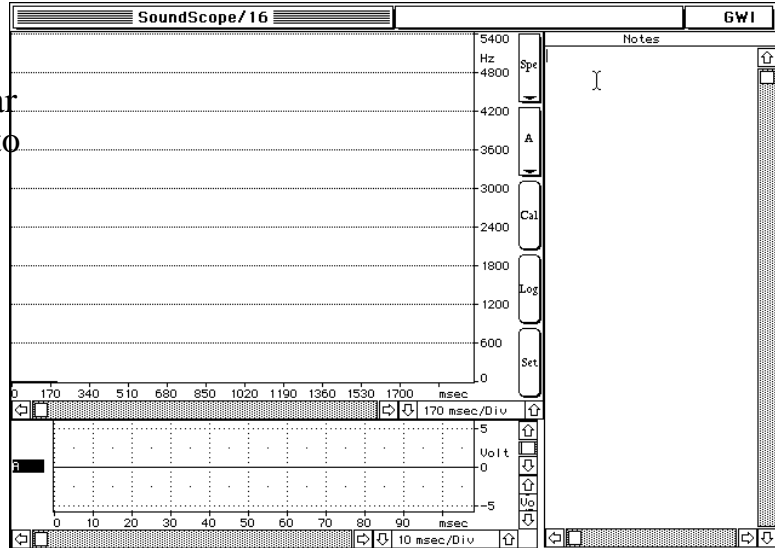 SoundScope/16 GWI
Notes
5400
Hz
4800
4200
3600
3000
2400
1800
1200
600
0
Spe
A
Cal
Log
Set
ar
to
0 170 340 510 680 850 1020 1190 1360 1530 1700 msec
170 msec/Div
5
Volt
0
-5
A
Vo
0 10 20 30 40 50 60 70 80 90 msec
10 msec/Div